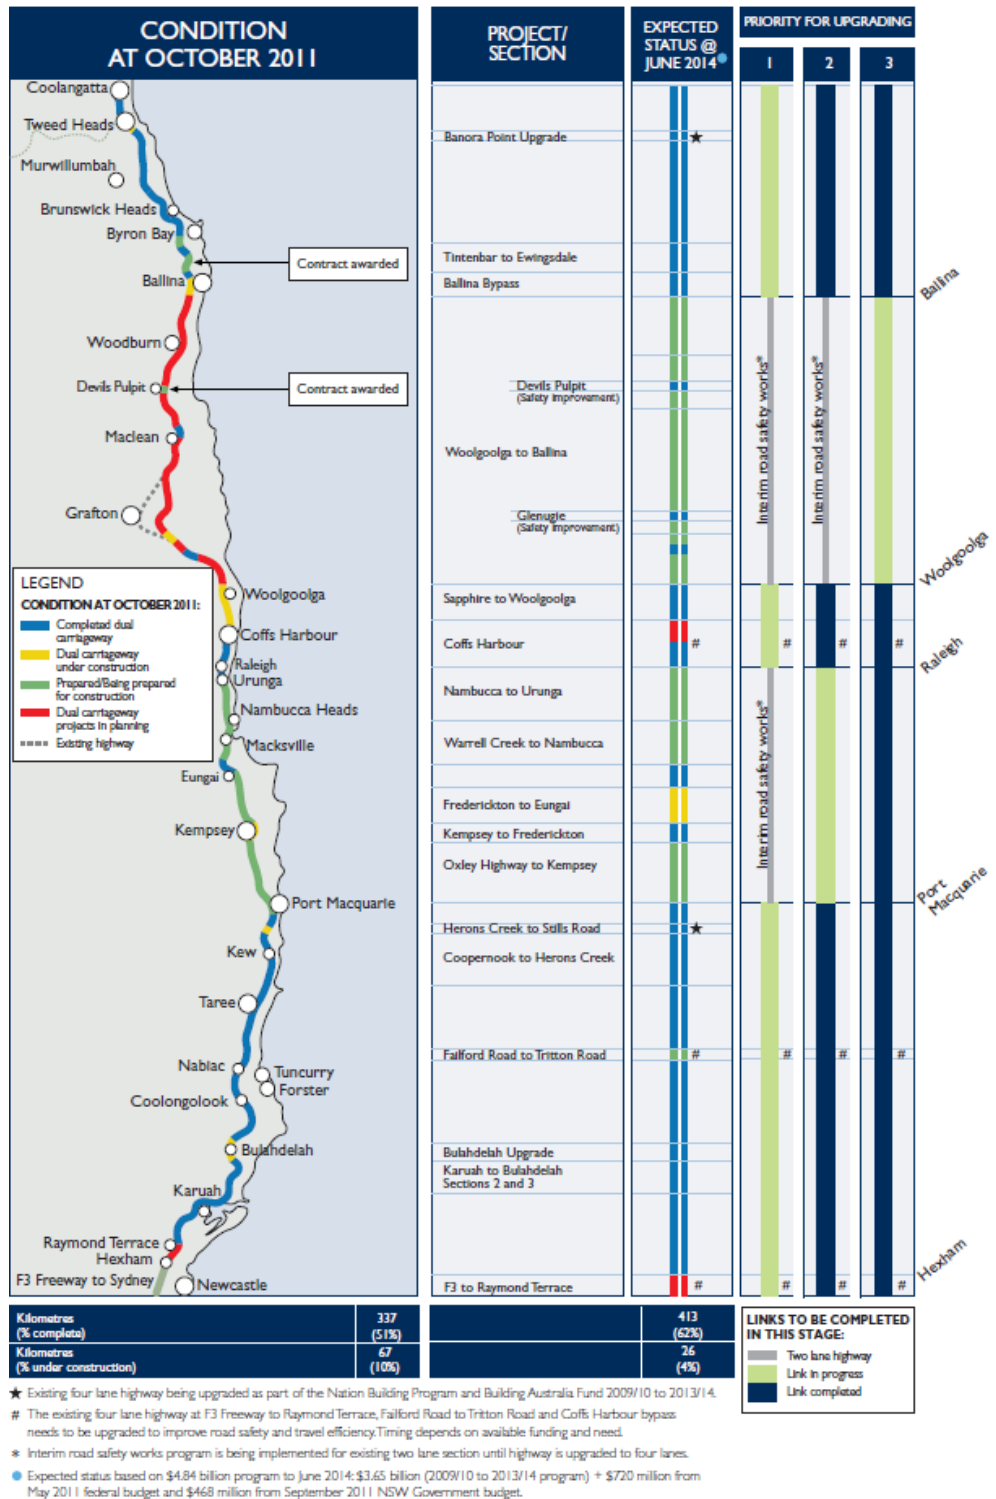 CONDITION
AT OCTOBER 2011
Coolangatta
Tweed Heads
Murwillumbah
Brunswick Heads
Byron Bay
Contract awarded
Ballina
Woodburn
Devils Pulpit
Contract awarded
Maclean
Grafton
LEGEND
CONDITION AT OCTOBER 2011:
Completed dual
carriageway
Dual carriageway
under construction
Prepared/Being prepared
for construction
Dual carriageway
projects in planning
Existing highway
Woolgoolga
Coffs Harbour
Raleigh
Urunga
Nambucca Heads
Macksville
Eungai
Kempsey
Port Macquarie
Kew
Taree
Nabiac
Tuncurry
Forster
Coolongolook
Bulahdelah
Karuah
Raymond Terrace
Hexham
F3 Freeway to Sydney
Newcastle
PROJECT/
SECTION
EXPECTED
STATUS @
JUNE 2014
PRIORITY FOR UPGRADING
1 2 3
Banora Point Upgrade ★
Tintenbar to Ewingsdale
Ballina Bypass
Ballina
Devils Pulpit
(Safety Improvement)
Woolgoolga to Ballina
Interim road safety works*
Interim road safety works*
Glenugie
(Safety Improvement)
Woolgoolga
Sapphire to Woolgoolga
Coffs Harbour # # # #
Raleigh
Nambucca to Urunga
Warrell Creek to Nambucca
Interim road safety works*
Frederickton to Eungai
Kempsey to Frederickton
Oxley Highway to Kempsey
Port
Macquarie
Herons Creek to Stills Road ★
Coopernook to Herons Creek
Failford Road to Tritton Road # # # #
Bulahdelah Upgrade
Karuah to Bulahdelah
Sections 2 and 3
Hexham
F3 to Raymond Terrace # # # #
Kilometres 337 413
(% complete) (51%) (62%)
Kilometres 67 26
(% under construction) (10%) (4%)
LINKS TO BE COMPLETED
IN THIS STAGE:
Two lane highway
Link in progress
Link completed
★ Existing four lane highway being upgraded as part of the Nation Building Program and Building Australia Fund 2009/10 to 2013/14.
# The existing four lane highway at F3 Freeway to Raymond Terrace, Failford Road to Tritton Road and Coffs Harbour bypass
needs to be upgraded to improve road safety and travel efficiency. Timing depends on available funding and need.
* Interim road safety works program is being implemented for existing two lane section until highway is upgraded to four lanes.
● Expected status based on $4.84 billion program to June 2014: $3.65 billion (2009/10 to 2013/14 program) + $720 million from
May 2011 federal budget and $468 million from September 2011 NSW Government budget.